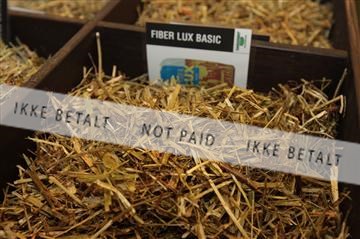 FIBER LUX BASIC
IKKE BETALT NOT PAID IKKE BETALT